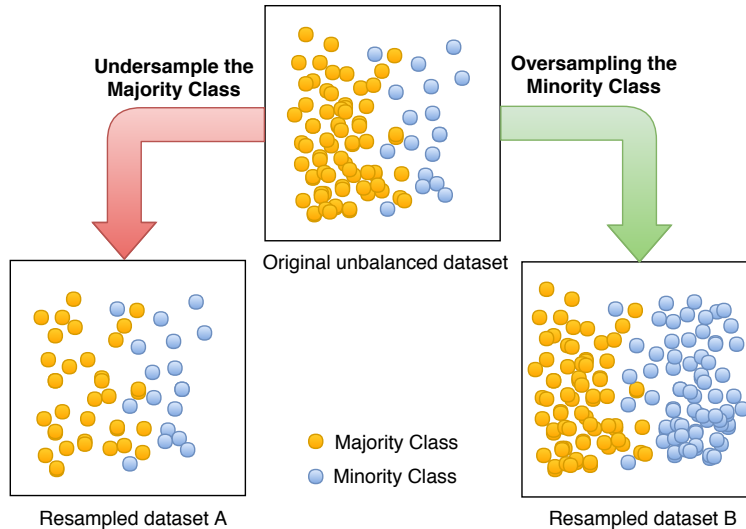 Undersample the
Majority Class
Oversampling the
Minority Class
Original unbalanced dataset
Majority Class
Minority Class
Resampled dataset A
Resampled dataset B